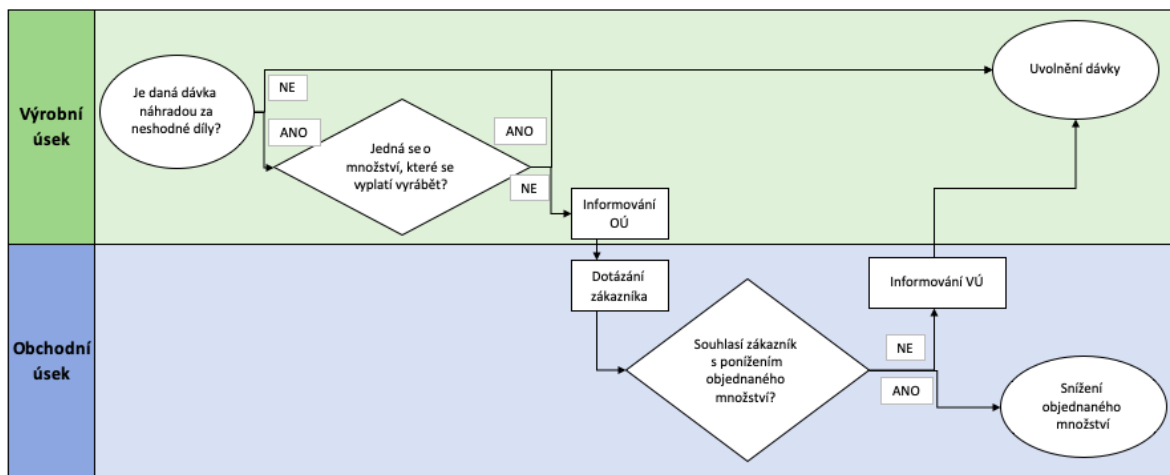 Výrobní
úsek
Je daná dávka
náhradou za
neshodné díly?
NE
ANO
Jedná se o
množství, které se
vyplatí vyrábět?
ANO
NE
Informování
OÚ
Uvolnění dávky
Obchodní
úsek
Dotázání
zákazníka
Souhlasí zákazník
s ponížením
objednaného
množství?
Informování VÚ
NE
ANO
Snížení
objednaného
množství